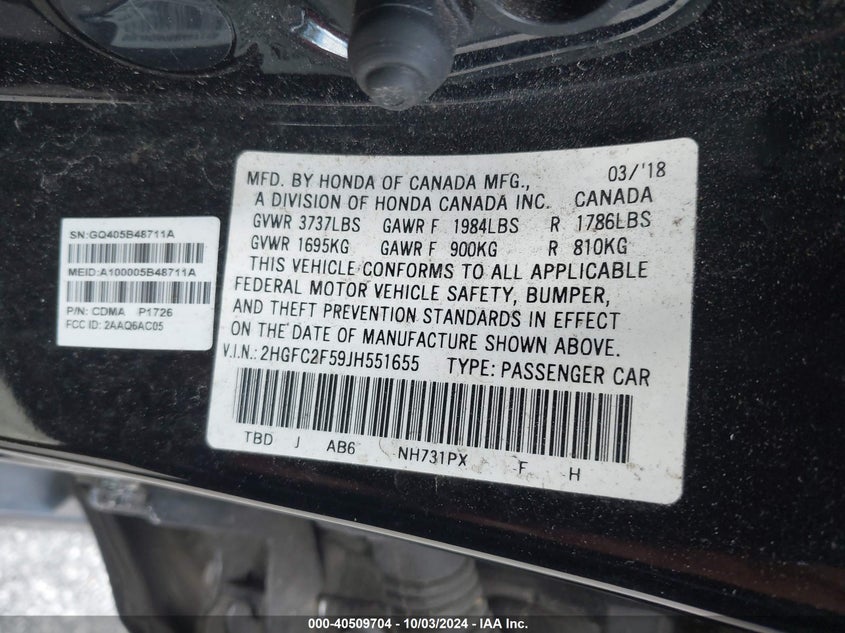 MFD. BY HONDA OF CANADA MFG., 03/'18
A DIVISION OF HONDA CANADA INC. CANADA
GVWR 3737LBS GAWR F 1984LBS R 1786LBS
GVWR 1695KG GAWR F 900KG R 810KG
THIS VEHICLE CONFORMS TO ALL APPLICABLE
FEDERAL MOTOR VEHICLE SAFETY, BUMPER,
AND THEFT PREVENTION STANDARDS IN EFFECT
ON THE DATE OF MANUFACTURE SHOWN ABOVE.
V.I.N.: 2HGFC2F59JH551655 TYPE: PASSENGER CAR
TBD J AB6 NH731PX F H
SN:GQ405B48711A
MEID:A100005B48711A
P/N: CDMA P1726
FCC ID: 2AAQ6AC05
000-40509704 - 10/03/2024 - IAA Inc.